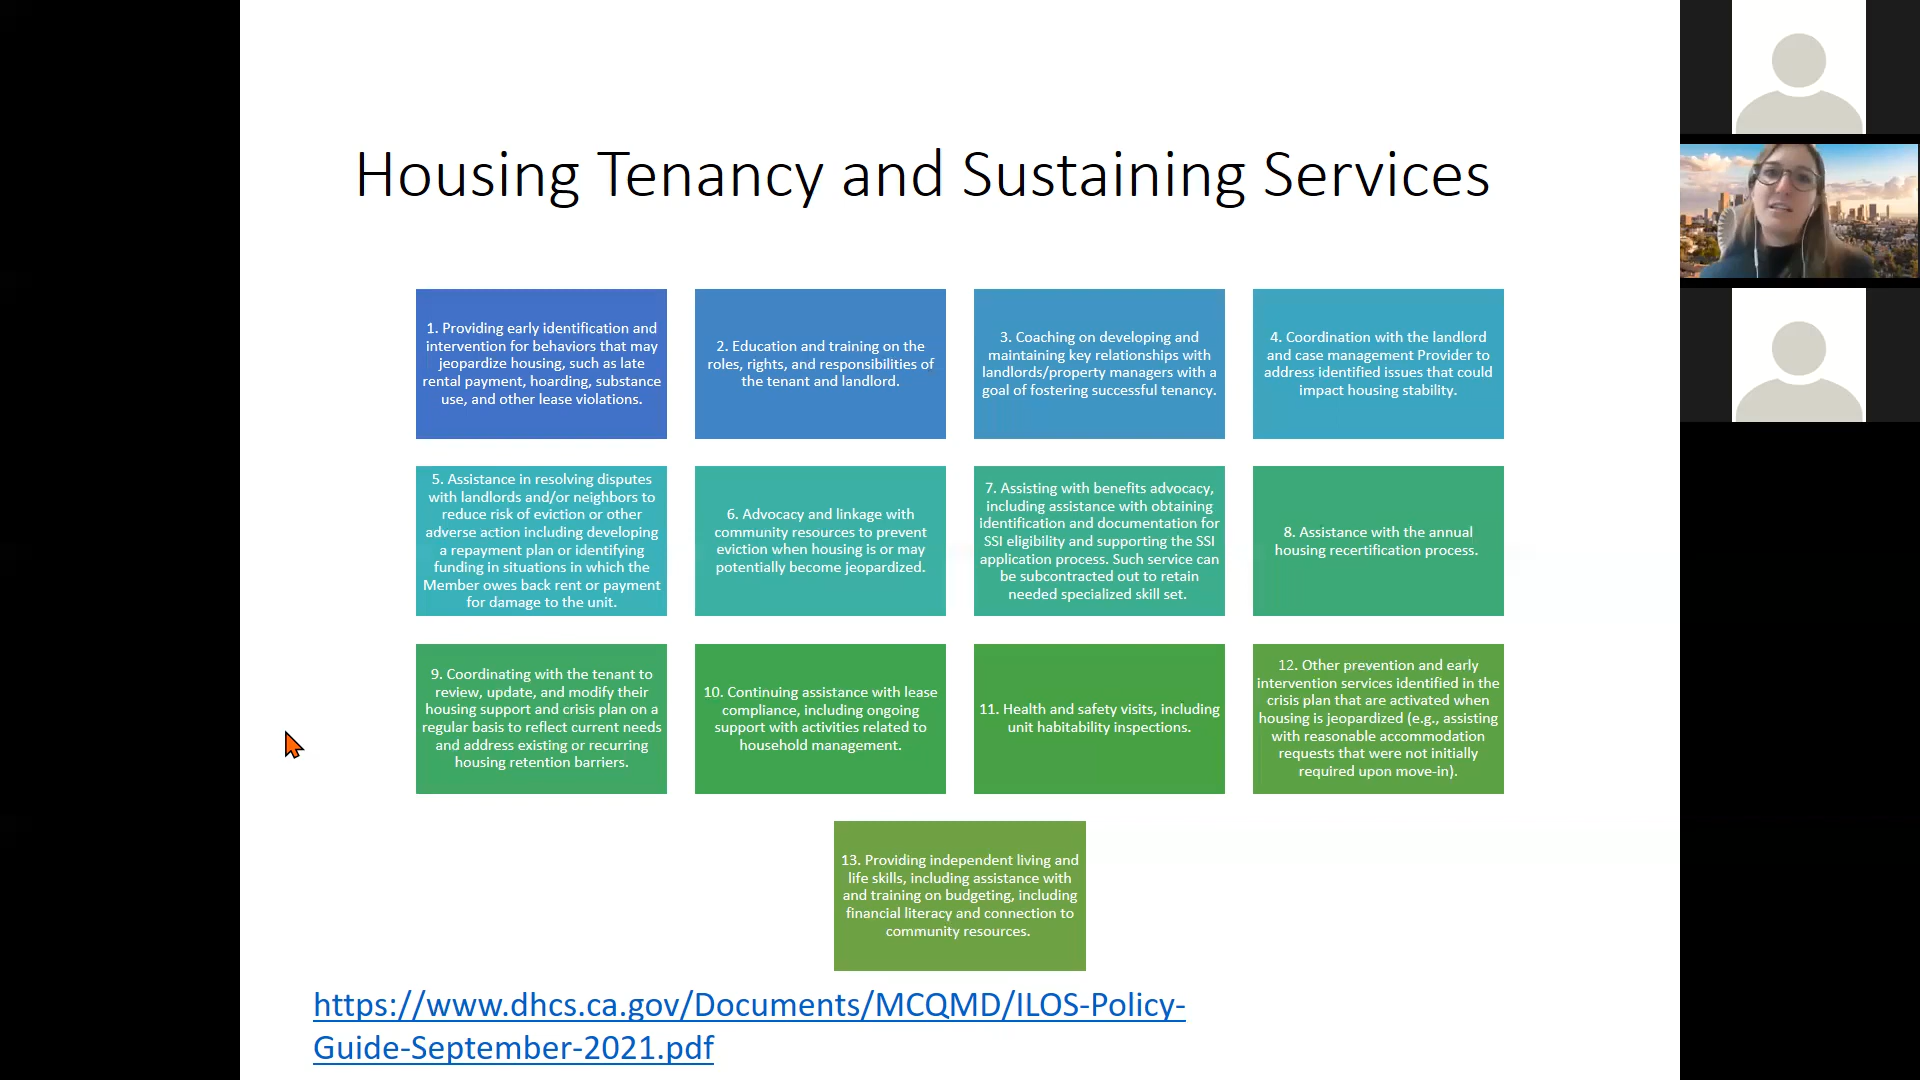 Housing Tenancy and Sustaining Services
1. Providing early identification and
intervention for behaviors that may
jeopardize housing, such as late
rental payment, hoarding, substance
use, and other lease violations.
2. Education and training on the
roles, rights, and responsibilities of
the tenant and landlord.
3. Coaching on developing and
maintaining key relationships with
landlords/property managers with a
goal of fostering successful tenancy.
4. Coordination with the landlord
and case management Provider to
address identified issues that could
impact housing stability.
5. Assistance in resolving disputes
with landlords and/or neighbors to
reduce risk of eviction or other
adverse action including developing
a repayment plan or identifying
funding in situations in which the
Member owes back rent or payment
for damage to the unit.
6. Advocacy and linkage with
community resources to prevent
eviction when housing is or may
potentially become jeopardized.
7. Assisting with benefits advocacy,
including assistance with obtaining
identification and documentation for
SSI eligibility and supporting the SSI
application process. Such service can
be subcontracted out to retain
needed specialized skill set.
8. Assistance with the annual
housing recertification process.
9. Coordinating with the tenant to
review, update, and modify their
housing support and crisis plan on a
regular basis to reflect current needs
and address existing or recurring
housing retention barriers.
10. Continuing assistance with lease
compliance, including ongoing
support with activities related to
household management.
11. Health and safety visits, including
unit habitability inspections.
12. Other prevention and early
intervention services identified in the
crisis plan that are activated when
housing is jeopardized (e.g., assisting
with reasonable accommodation
requests that were not initially
required upon move-in).
13. Providing independent living and
life skills, including assistance with
and training on budgeting, including
financial literacy and connection to
community resources.
https://www.dhcs.ca.gov/Documents/MCQMD/ILOS-Policy-
Guide-September-2021.pdf